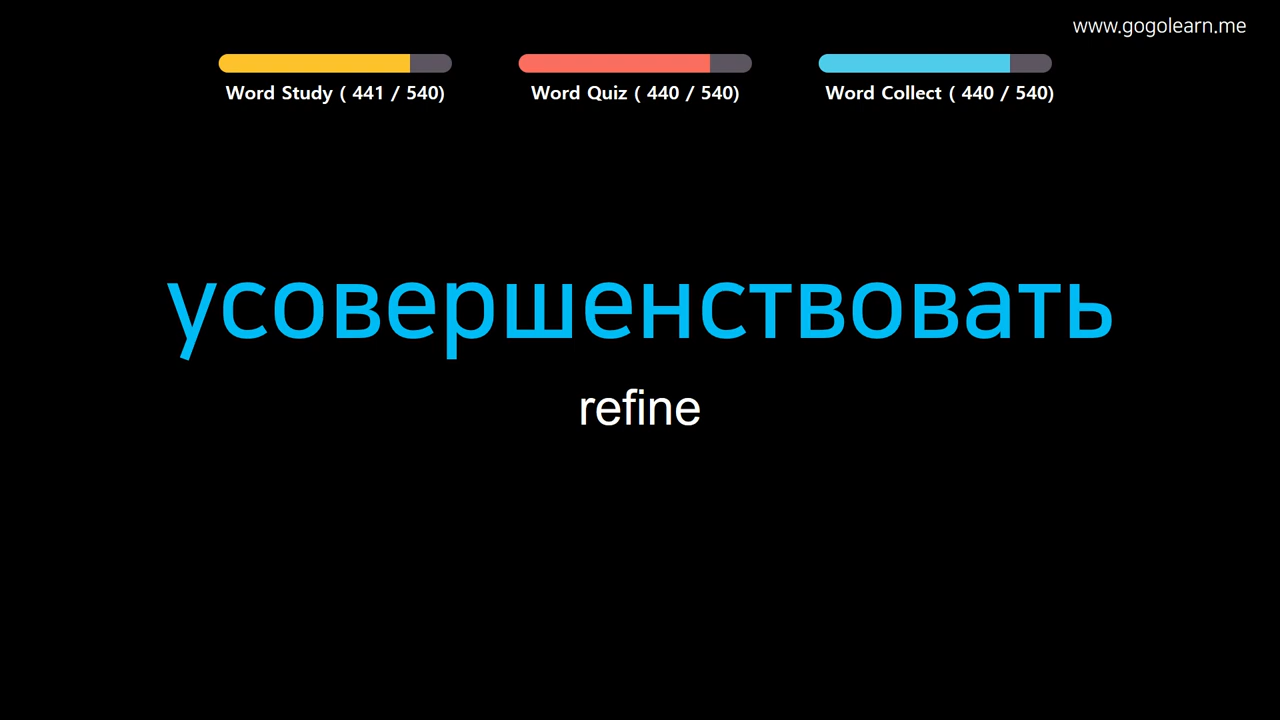 www.gogolearn.me
Word Study ( 441 / 540)
Word Quiz ( 440 / 540)
Word Collect ( 440 / 540)
усовершенствовать
refine